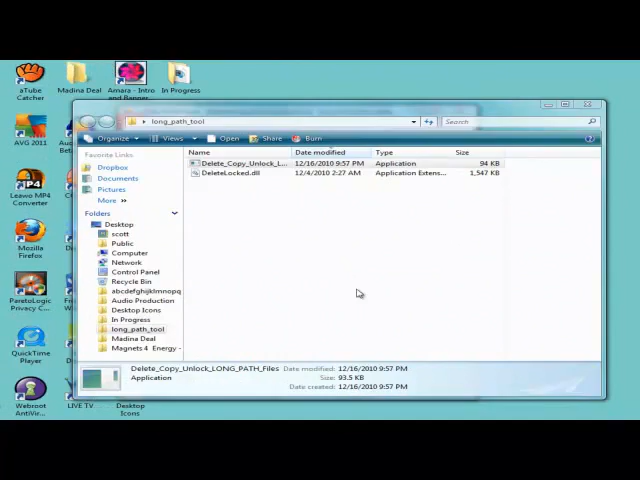 aTube
Catcher
Madina Deal
Amara - Intro
and Banner
In Progress
AVG 2011
Leawo MP4
Converter
Mozilla
Firefox
ParetoLogic
Privacy C...
QuickTime
Player
Webroot
AntiVir...
LIVE TV
Desktop
Icons
long_path_tool
Search
Organize
Views
Open
Share
Burn
Favorite Links
Dropbox
Documents
Pictures
More »
Folders
Desktop
scott
Public
Computer
Network
Control Panel
Recycle Bin
abcdefghijklmnopq
Audio Production
Desktop Icons
In Progress
long_path_tool
Madina Deal
Magnets 4 Energy -
Name Date modified Type Size
Delete_Copy_Unlock_L... 12/16/2010 9:57 PM Application 94 KB
DeleteLocked.dll 12/4/2010 2:27 AM Application Extens... 1,547 KB
Delete_Copy_Unlock_LONG_PATH_Files Date modified: 12/16/2010 9:57 PM
Application Size: 93.5 KB
Date created: 12/16/2010 9:57 PM